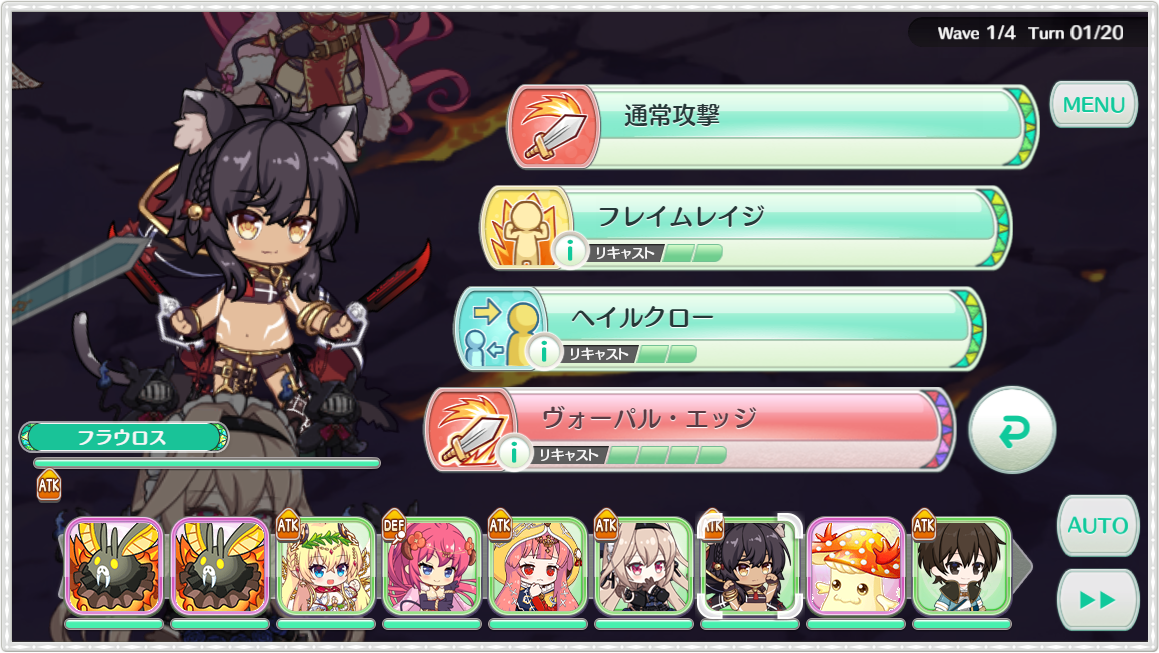 Wave 1/4 Turn 01/20
MENU
通常攻撃
フレイムレイジ
i リキャスト
ヘイルクロー
i リキャスト
ヴォーパル・エッジ
i リキャスト
フラウロス
ATK
ATK
DEF
ATK
ATK
ATK
ATK
AUTO